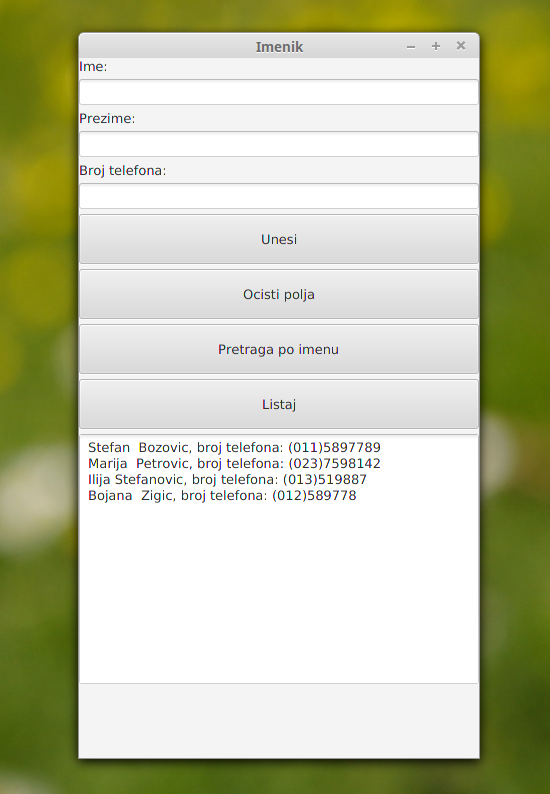 Imenik
Ime:
Prezime:
Broj telefona:
Unesi
Ocisti polja
Pretraga po imenu
Listaj
Stefan  Bozovic, broj telefona: (011)5897789
Marija  Petrovic, broj telefona: (023)7598142
Ilija Stefanovic, broj telefona: (013)519887
Bojana  Zigic, broj telefona: (012)589778